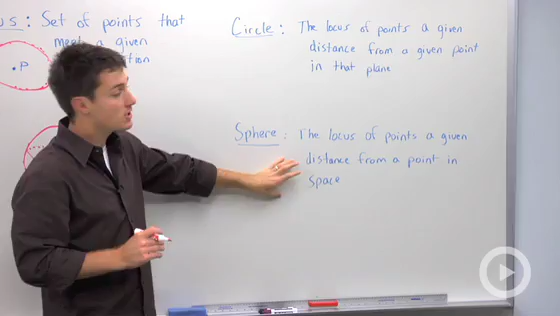 us : Set of points that
meet a given
Circle : The locus of points a given
distance from a given point
in that plane
P
Sphere : The locus of points a given
distance from a point in
space